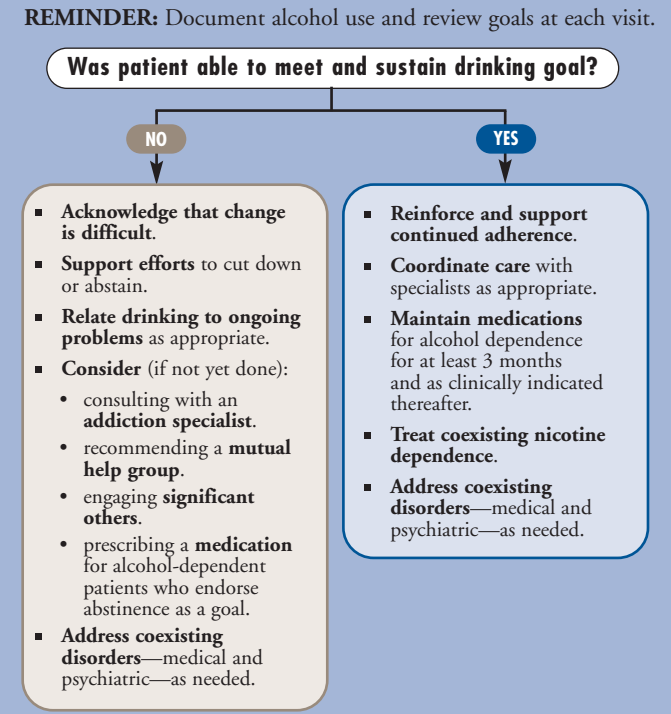 REMINDER: Document alcohol use and review goals at each visit.
Was patient able to meet and sustain drinking goal?
NO
YES
▪ Acknowledge that change
is difficult.
▪ Support efforts to cut down
or abstain.
▪ Relate drinking to ongoing
problems as appropriate.
▪ Consider (if not yet done):
• consulting with an
addiction specialist.
• recommending a mutual
help group.
• engaging significant
others.
• prescribing a medication
for alcohol-dependent
patients who endorse
abstinence as a goal.
▪ Address coexisting
disorders—medical and
psychiatric—as needed.
▪ Reinforce and support
continued adherence.
▪ Coordinate care with
specialists as appropriate.
▪ Maintain medications
for alcohol dependence
for at least 3 months
and as clinically indicated
thereafter.
▪ Treat coexisting nicotine
dependence.
▪ Address coexisting
disorders—medical and
psychiatric—as needed.